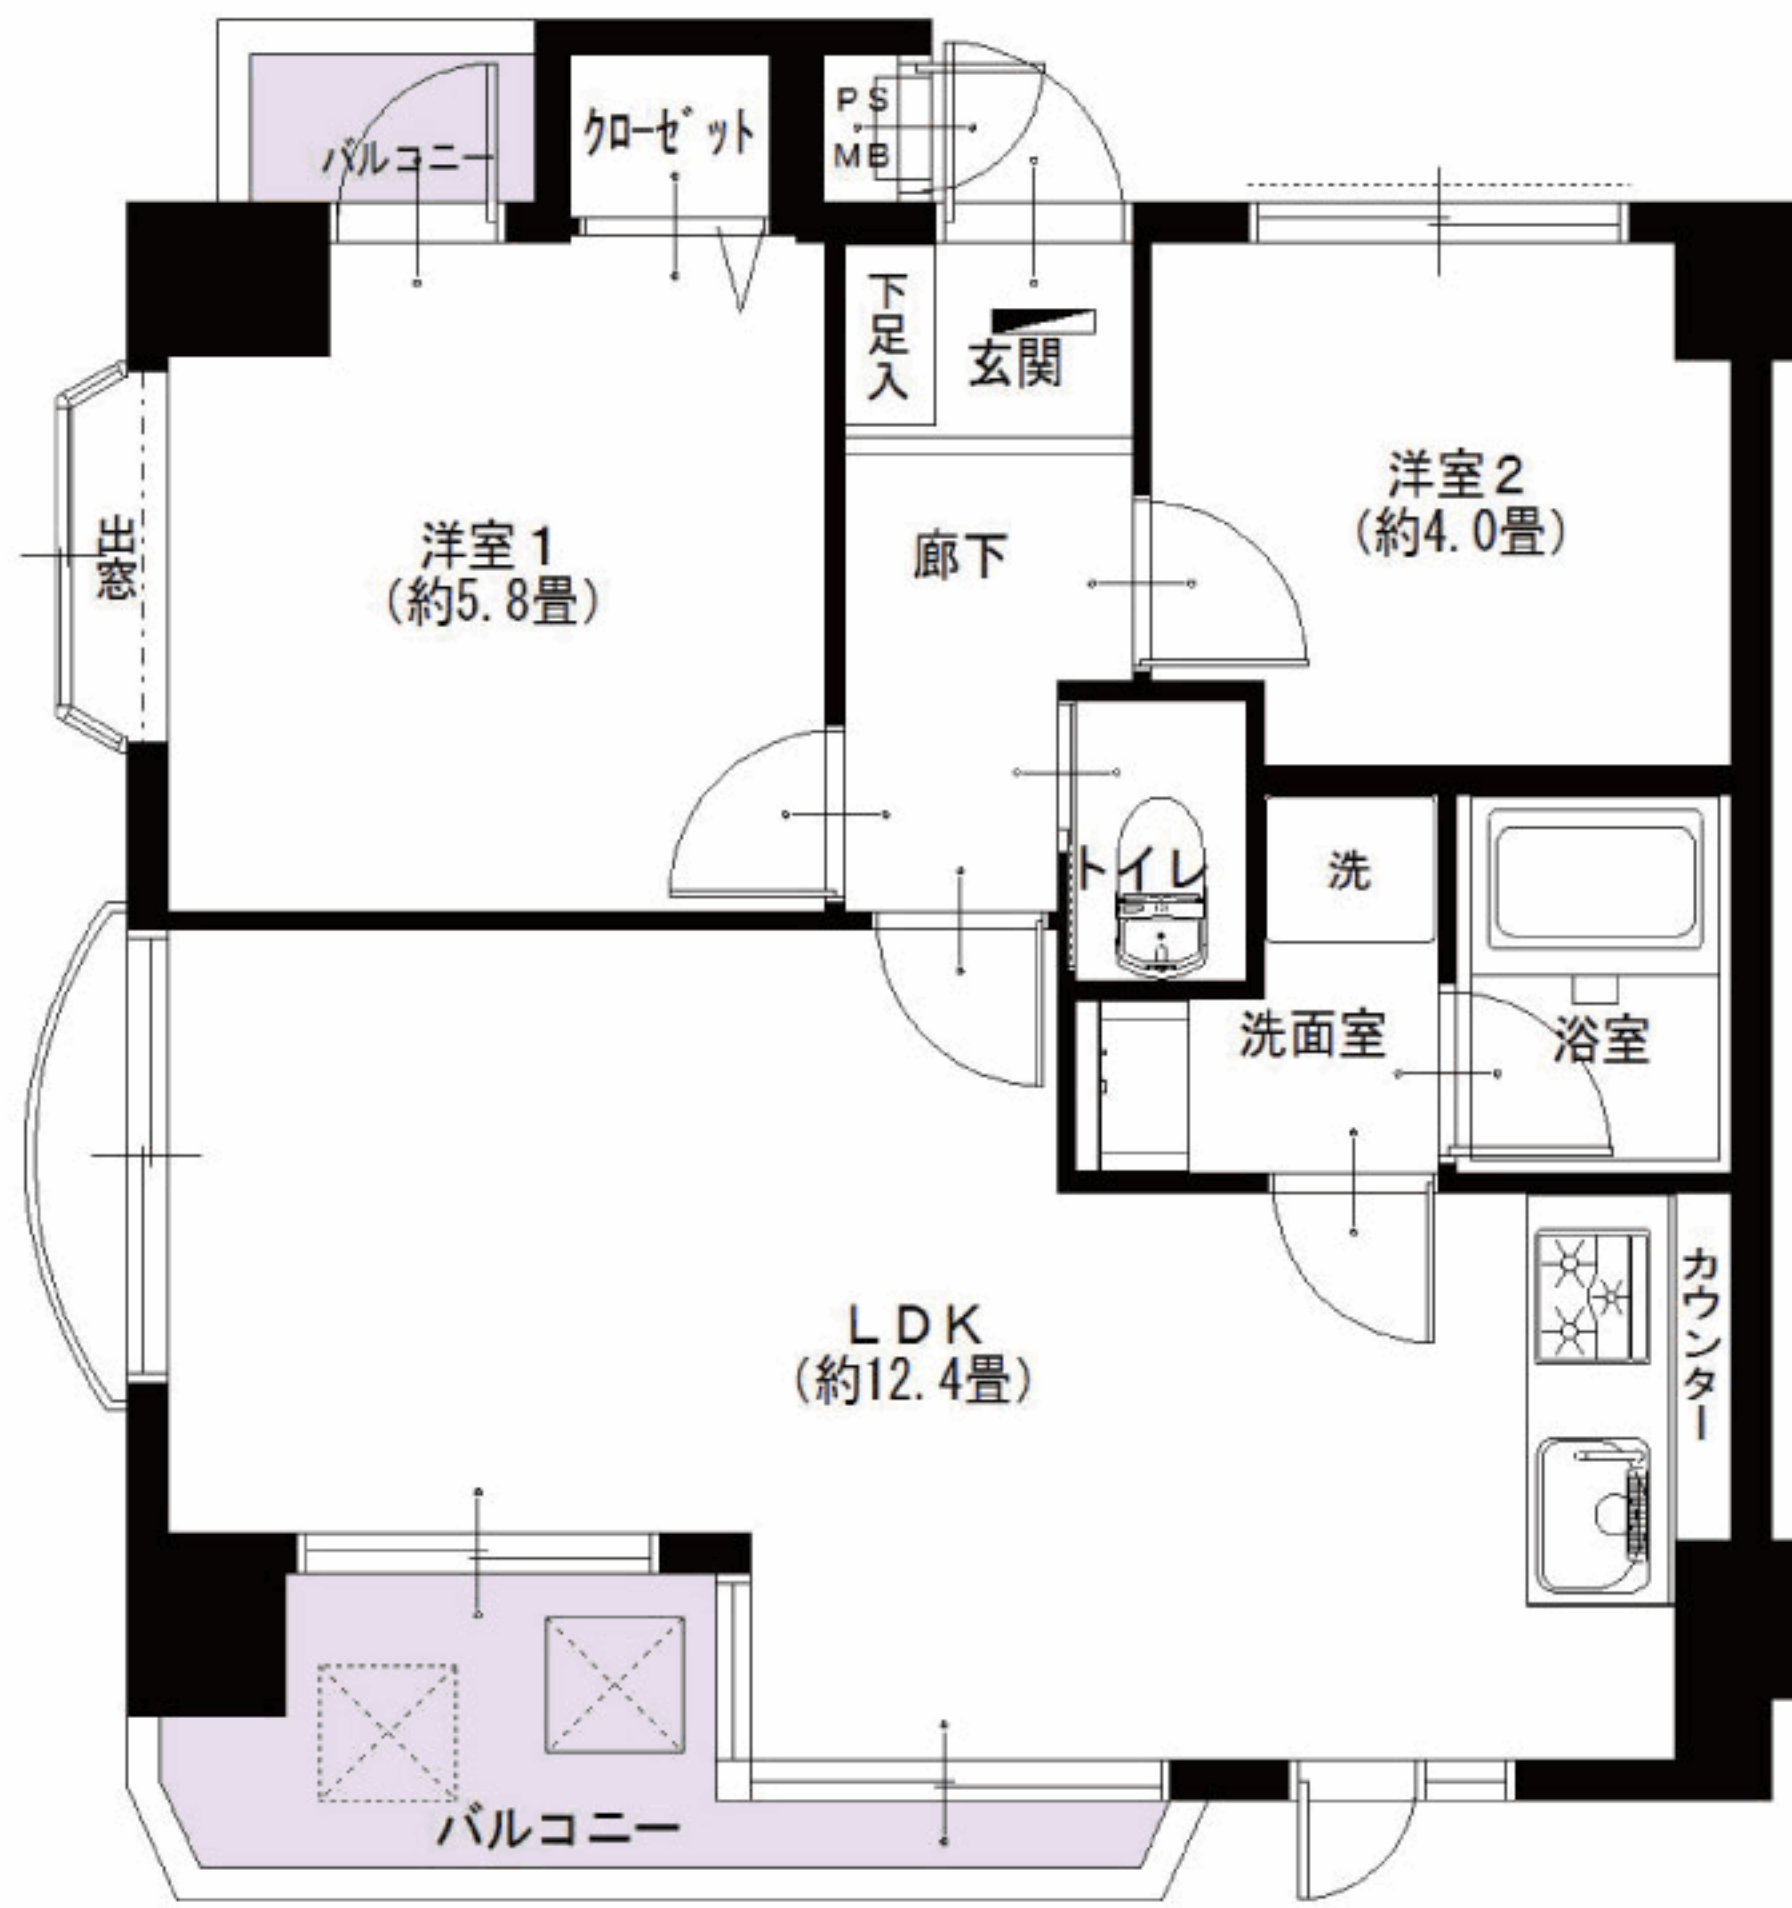 バルコニー
クローゼット
PS
MB
下足入
玄関
洋室1
(約5.8畳)
出窓
廊下
洋室2
(約4.0畳)
トイレ
洗
洗面室
浴室
LDK
(約12.4畳)
カウンター
バルコニー